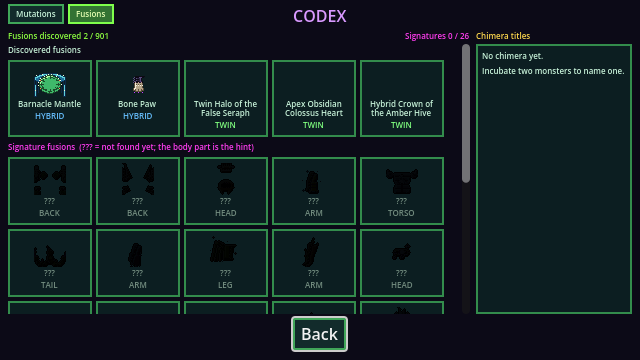 Mutations
Fusions
CODEX
Fusions discovered 2 / 901
Signatures 0 / 26
Chimera titles
Discovered fusions
Barnacle Mantle
HYBRID
Bone Paw
HYBRID
Twin Halo of the
False Seraph
TWIN
Apex Obsidian
Colossus Heart
TWIN
Hybrid Crown of
the Amber Hive
TWIN
No chimera yet.
Incubate two monsters to name one.
Signature fusions (??? = not found yet; the body part is the hint)
???
BACK
???
BACK
???
HEAD
???
ARM
???
TORSO
???
TAIL
???
ARM
???
LEG
???
ARM
???
HEAD
Back